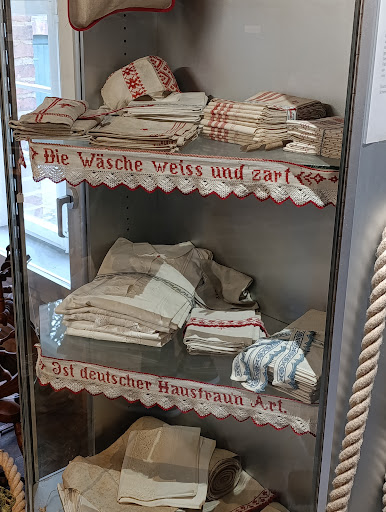 Die Wäsche weiss und zart
Ist deutscher Hausfraun Art.